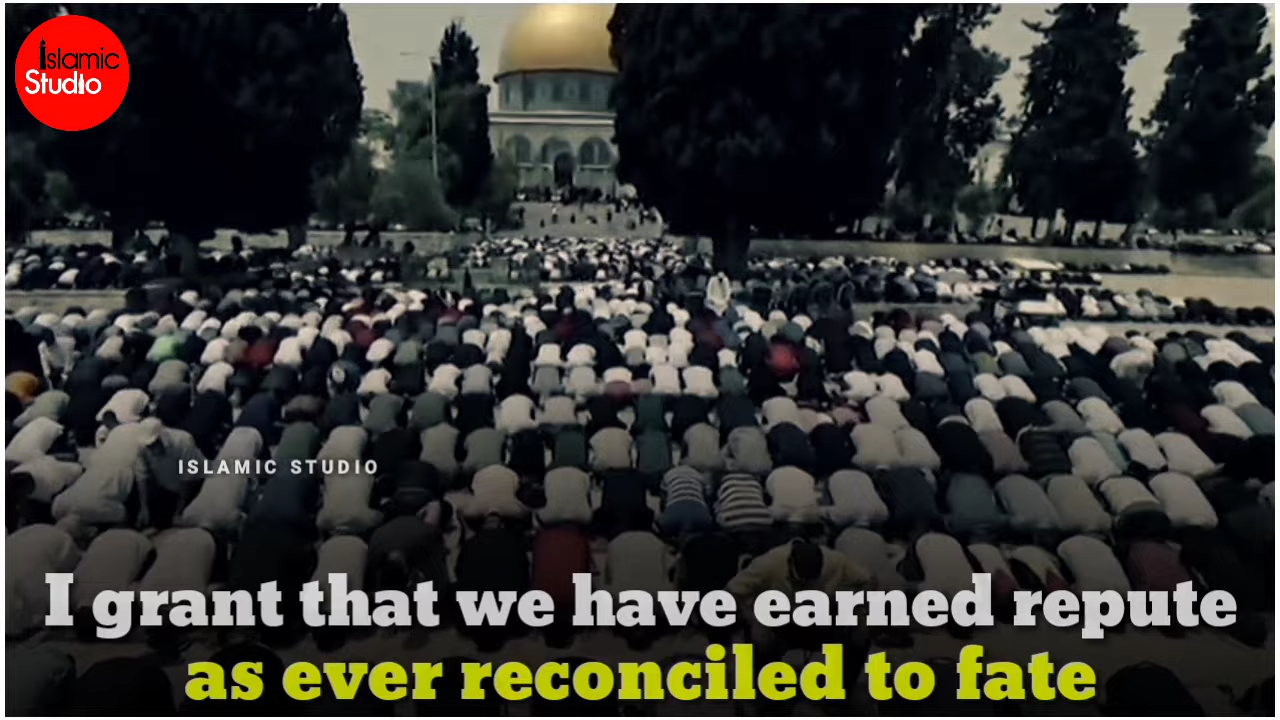 Islamic
Studio
ISLAMIC STUDIO
I grant that we have earned repute
as ever reconciled to fate